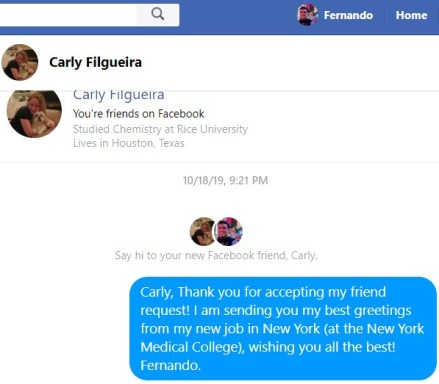 Fernando Home
Carly Filgueira
Carly Filgueira
You're friends on Facebook
Studied Chemistry at Rice University
Lives in Houston, Texas
10/18/19, 9:21 PM
Say hi to your new Facebook friend, Carly.
Carly, Thank you for accepting my friend
request! I am sending you my best greetings
from my new job in New York (at the New York
Medical College), wishing you all the best!
Fernando.